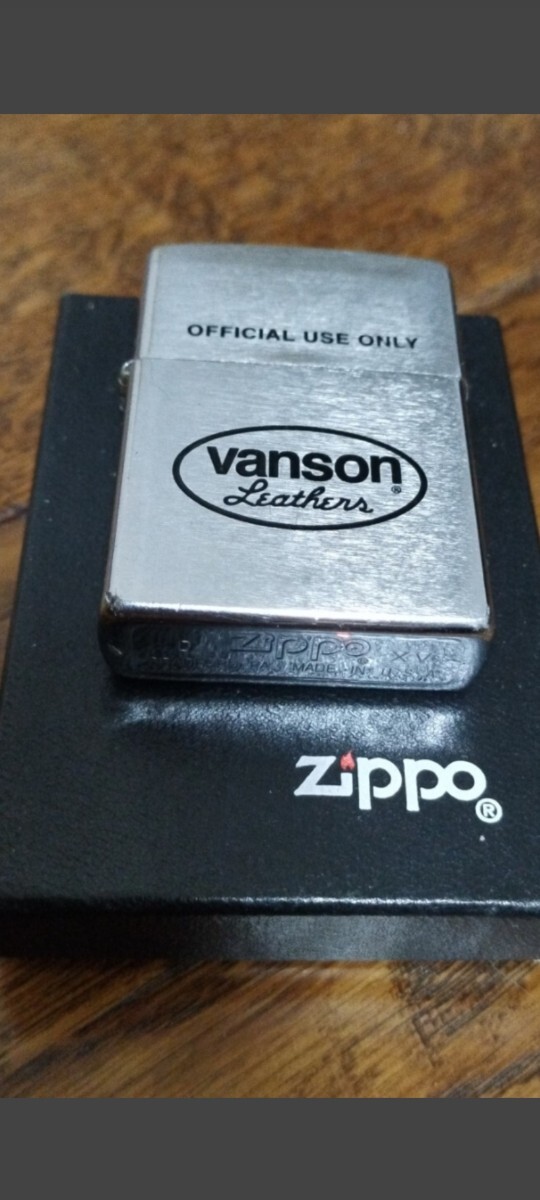 OFFICIAL USE ONLY
vanson®
Leathers
Zippo®
MADE IN
Zippo®